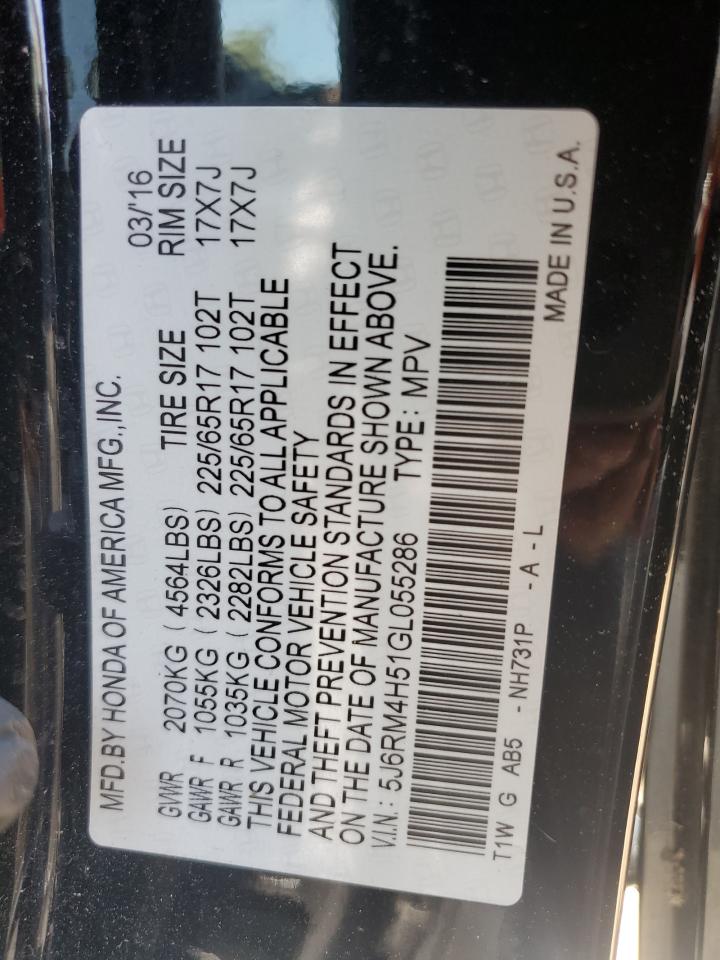 MFD.BY HONDA OF AMERICA MFG.,INC. 03/'16
GVWR 2070KG ( 4564LBS) TIRE SIZE RIM SIZE
GAWR F 1055KG ( 2326LBS) 225/65R17 102T 17X7J
GAWR R 1035KG ( 2282LBS) 225/65R17 102T 17X7J
THIS VEHICLE CONFORMS TO ALL APPLICABLE
FEDERAL MOTOR VEHICLE SAFETY
AND THEFT PREVENTION STANDARDS IN EFFECT
ON THE DATE OF MANUFACTURE SHOWN ABOVE.
V.I.N.: 5J6RM4H51GL055286 TYPE: MPV
T1W G AB5 - NH731P - A - L MADE IN U.S.A.